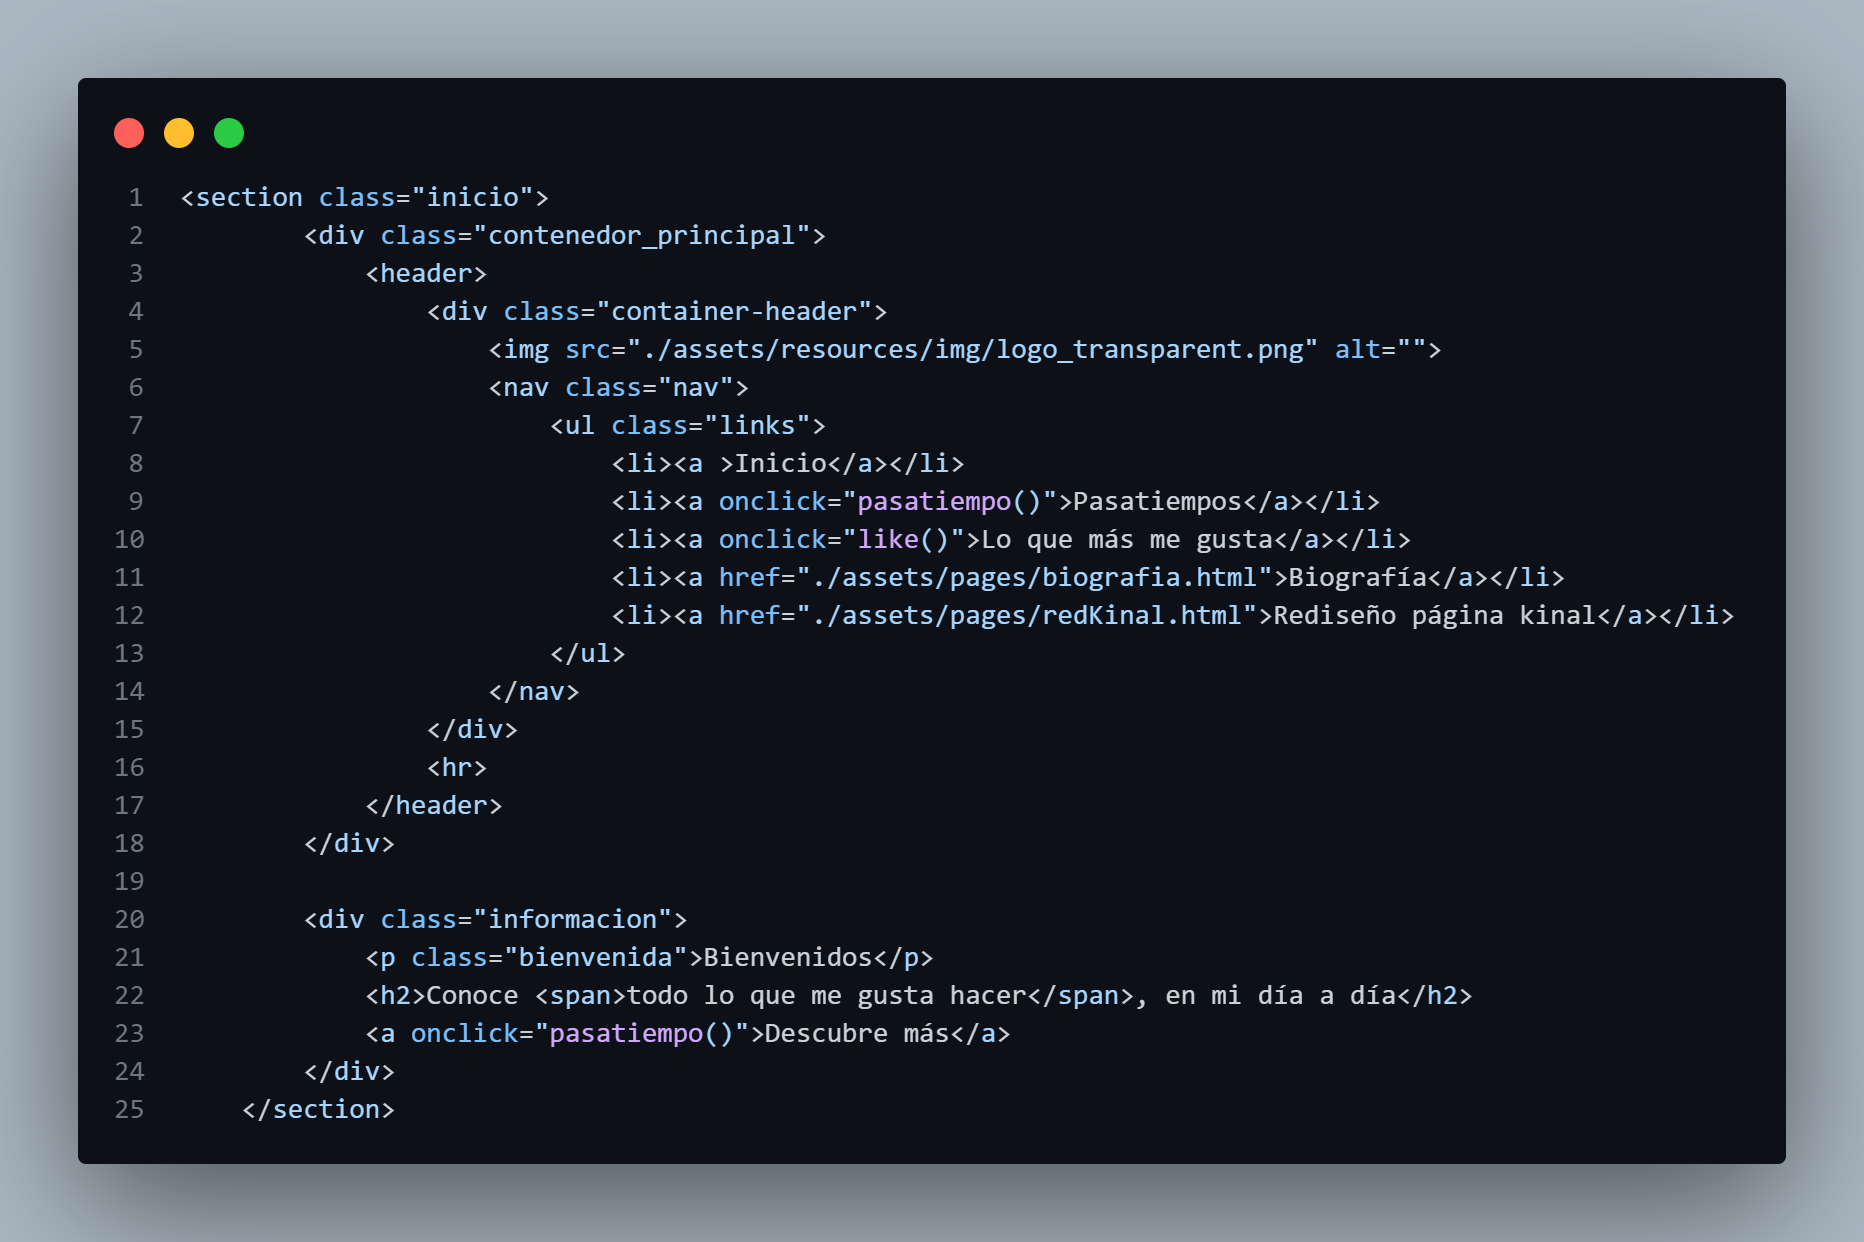 1 <section class="inicio">
2         <div class="contenedor_principal">
3             <header>
4                 <div class="container-header">
5                     <img src="./assets/resources/img/logo_transparent.png" alt="">
6                     <nav class="nav">
7                         <ul class="links">
8                             <li><a >Inicio</a></li>
9                             <li><a onclick="pasatiempo()">Pasatiempos</a></li>
10                             <li><a onclick="like()">Lo que más me gusta</a></li>
11                             <li><a href="./assets/pages/biografia.html">Biografía</a></li>
12                             <li><a href="./assets/pages/redKinal.html">Rediseño página kinal</a></li>
13                         </ul>
14                     </nav>
15                 </div>
16                 <hr>
17             </header>
18         </div>
19
20         <div class="informacion">
21             <p class="bienvenida">Bienvenidos</p>
22             <h2>Conoce <span>todo lo que me gusta hacer</span>, en mi día a día</h2>
23             <a onclick="pasatiempo()">Descubre más</a>
24         </div>
25     </section>